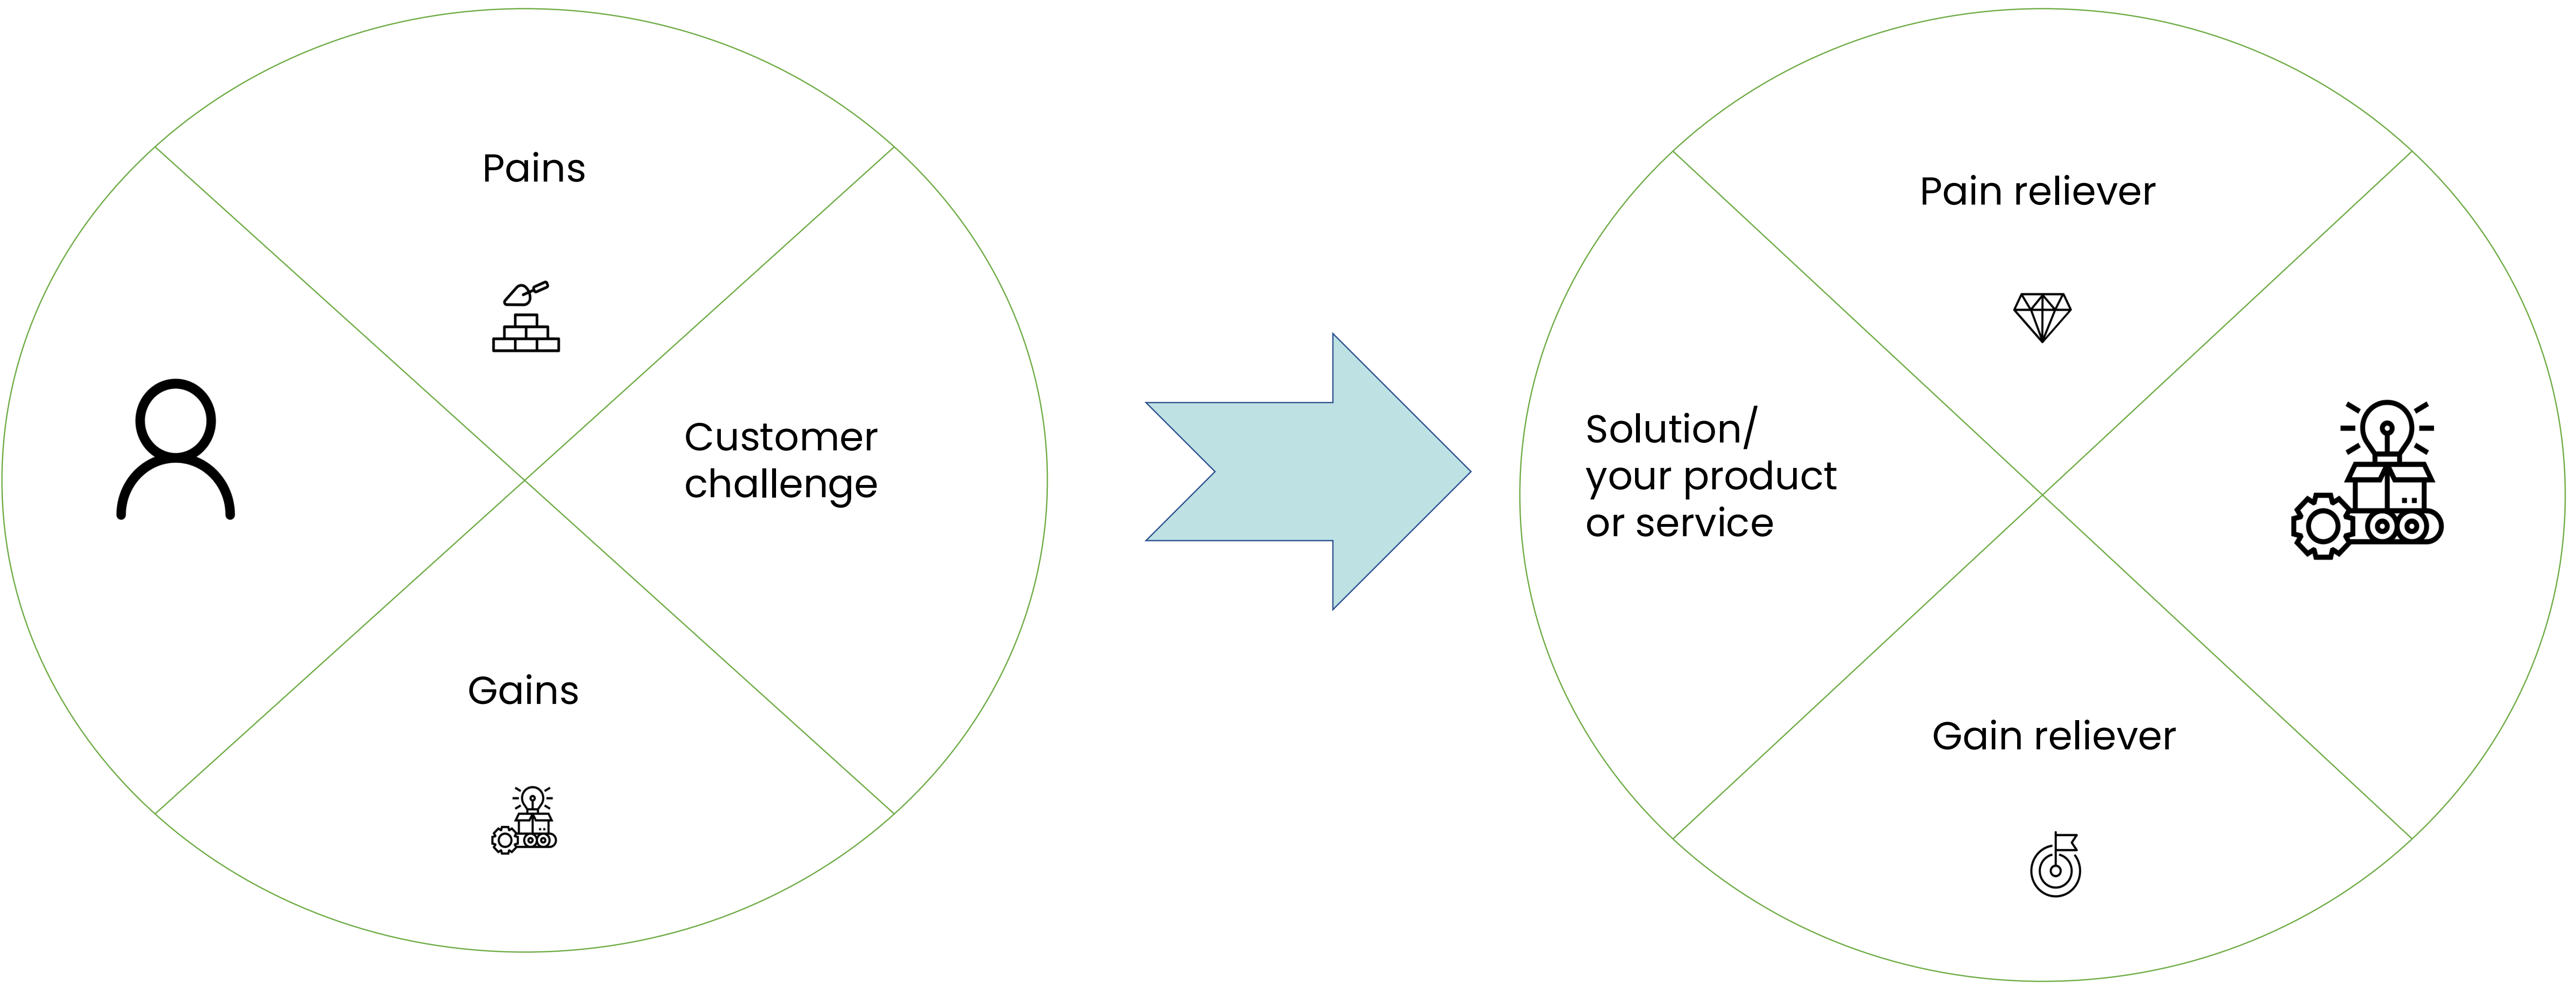 Pains
Customer
challenge
Gains
Pain reliever
Solution/
your product
or service
Gain reliever